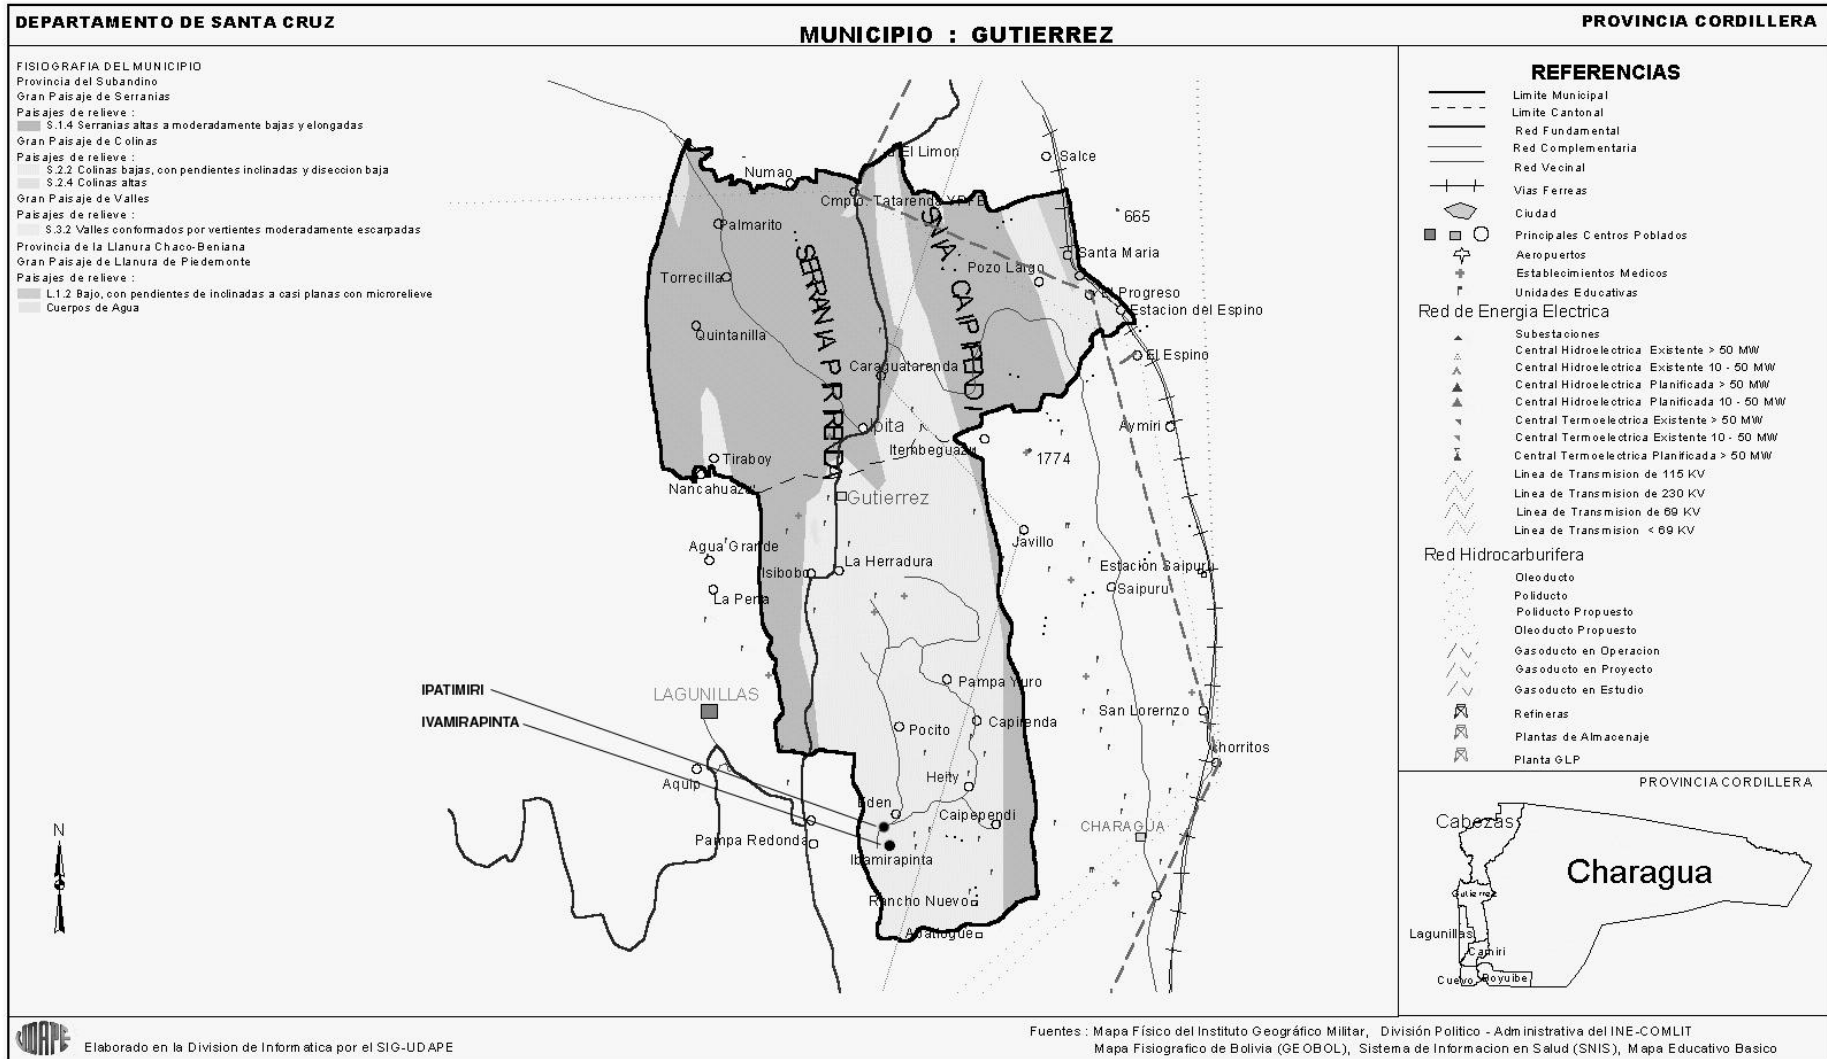 DEPARTAMENTO DE SANTA CRUZ
MUNICIPIO : GUTIERREZ
PROVINCIA CORDILLERA
FISIOGRAFIA DEL MUNICIPIO
Provincia del Subandino
Gran Paisaje de Serranias
Paisajes de relieve :
S.1.4 Serranias altas a moderadamente bajas y elongadas
Gran Paisaje de Colinas
Paisajes de relieve :
S.2.2 Colinas bajas, con pendientes inclinadas y diseccion baja
S.2.4 Colinas altas
Gran Paisaje de Valles
Paisajes de relieve :
S.3.2 Valles conformados por vertientes moderadamente escarpadas
Provincia de la Llanura Chaco-Beniana
Gran Paisaje de Llanura de Piedemonte
Paisajes de relieve :
L.1.2 Bajo, con pendientes de inclinadas a casi planas con microrelieve
Cuerpos de Agua
El Limon
Salce
Numao
Cmpto. Tatarenda YPFB
665
Palmarito
Santa Maria
Pozo Largo
Torrecilla
El Progreso
Estacion del Espino
Quintanilla
El Espino
Caraguatarenda
SERRANIA PIRIRENDA
SNIA. CAIPIPENDI
Ipita
Aymiri
Itembeguazu
1774
Tiraboy
Nancahuazu
Gutierrez
Javillo
Agua Grande
La Herradura
Isibobo
Estación Saipuru
Saipuru
La Peña
Pampa Yuro
IPATIMIRI
LAGUNILLAS
IVAMIRAPINTA
Pocito
Capirenda
San Lorernzo
Chorritos
Aquip
Heity
Eden
Caipependi
CHARAGUA
Pampa Redonda
Ibamirapinta
Rancho Nuevo
N
REFERENCIAS
Limite Municipal
Limite Cantonal
Red Fundamental
Red Complementaria
Red Vecinal
Vias Ferreas
Ciudad
Principales Centros Poblados
Aeropuertos
Establecimientos Medicos
Unidades Educativas
Red de Energia Electrica
Subestaciones
Central Hidroelectrica Existente > 50 MW
Central Hidroelectrica Existente 10 - 50 MW
Central Hidroelectrica Planificada > 50 MW
Central Hidroelectrica Planificada 10 - 50 MW
Central Termoelectrica Existente > 50 MW
Central Termoelectrica Existente 10 - 50 MW
Central Termoelectrica Planificada > 50 MW
Linea de Transmision de 115 KV
Linea de Transmision de 230 KV
Linea de Transmision de 69 KV
Linea de Transmision < 69 KV
Red Hidrocarburifera
Oleoducto
Poliducto
Poliducto Propuesto
Oleoducto Propuesto
Gasoducto en Operacion
Gasoducto en Proyecto
Gasoducto en Estudio
Refineras
Plantas de Almacenaje
Planta GLP
PROVINCIA CORDILLERA
Cabezas
Charagua
Gutierrez
Lagunillas
Camiri
Cuevo
Boyuibe
UDAPE
Elaborado en la Division de Informatica por el SIG-UDAPE
Fuentes : Mapa Físico del Instituto Geográfico Militar, División Politico - Administrativa del INE-COMLIT
Mapa Fisiografico de Bolivia (GEOBOL), Sistema de Informacion en Salud (SNIS), Mapa Educativo Basico